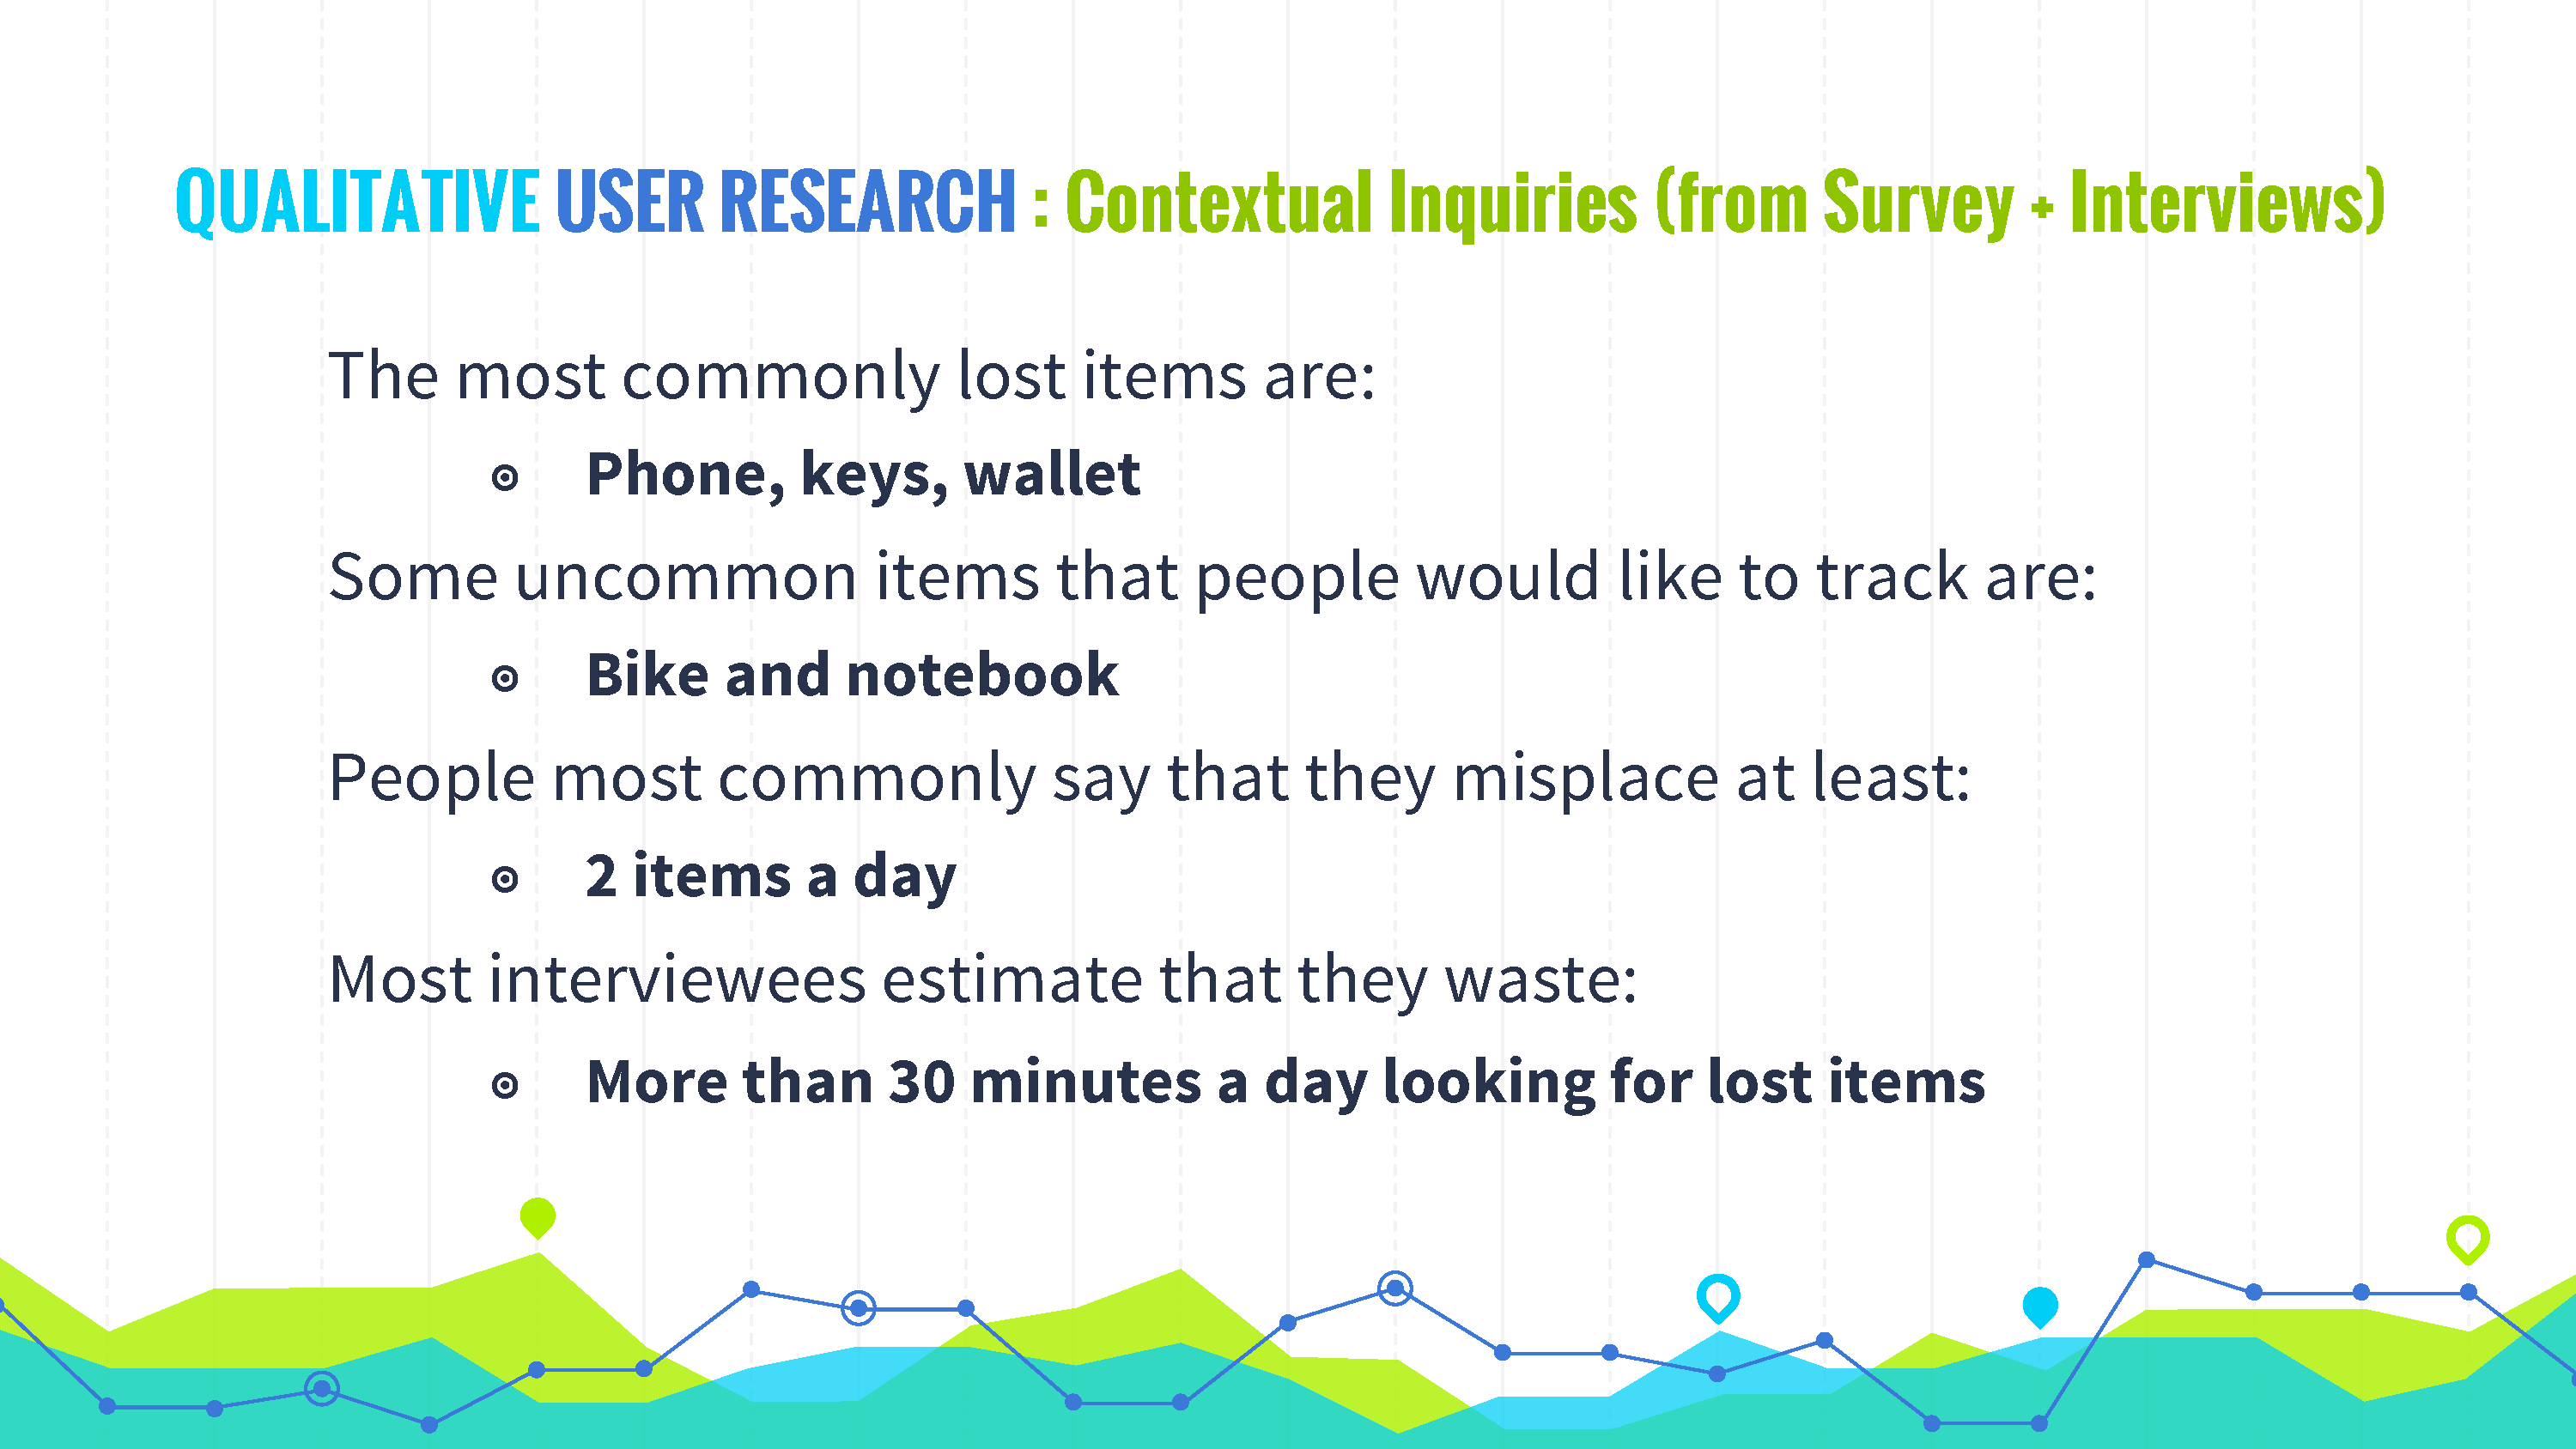 QUALITATIVE USER RESEARCH : Contextual Inquiries (from Survey + Interviews)
The most commonly lost items are:
Phone, keys, wallet
Some uncommon items that people would like to track are:
Bike and notebook
People most commonly say that they misplace at least:
2 items a day
Most interviewees estimate that they waste:
More than 30 minutes a day looking for lost items